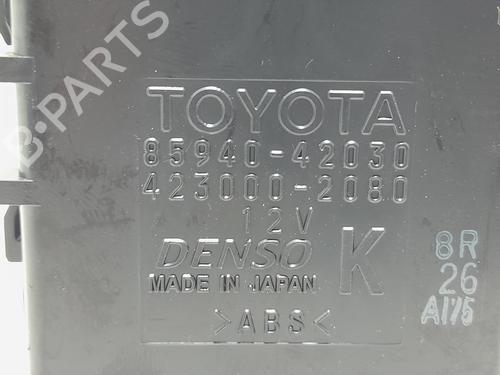 B-PARTS
TOYOTA
85940-42030
423000-2080
12V
DENSO K
MADE IN JAPAN
>ABS<
8R
26
A175